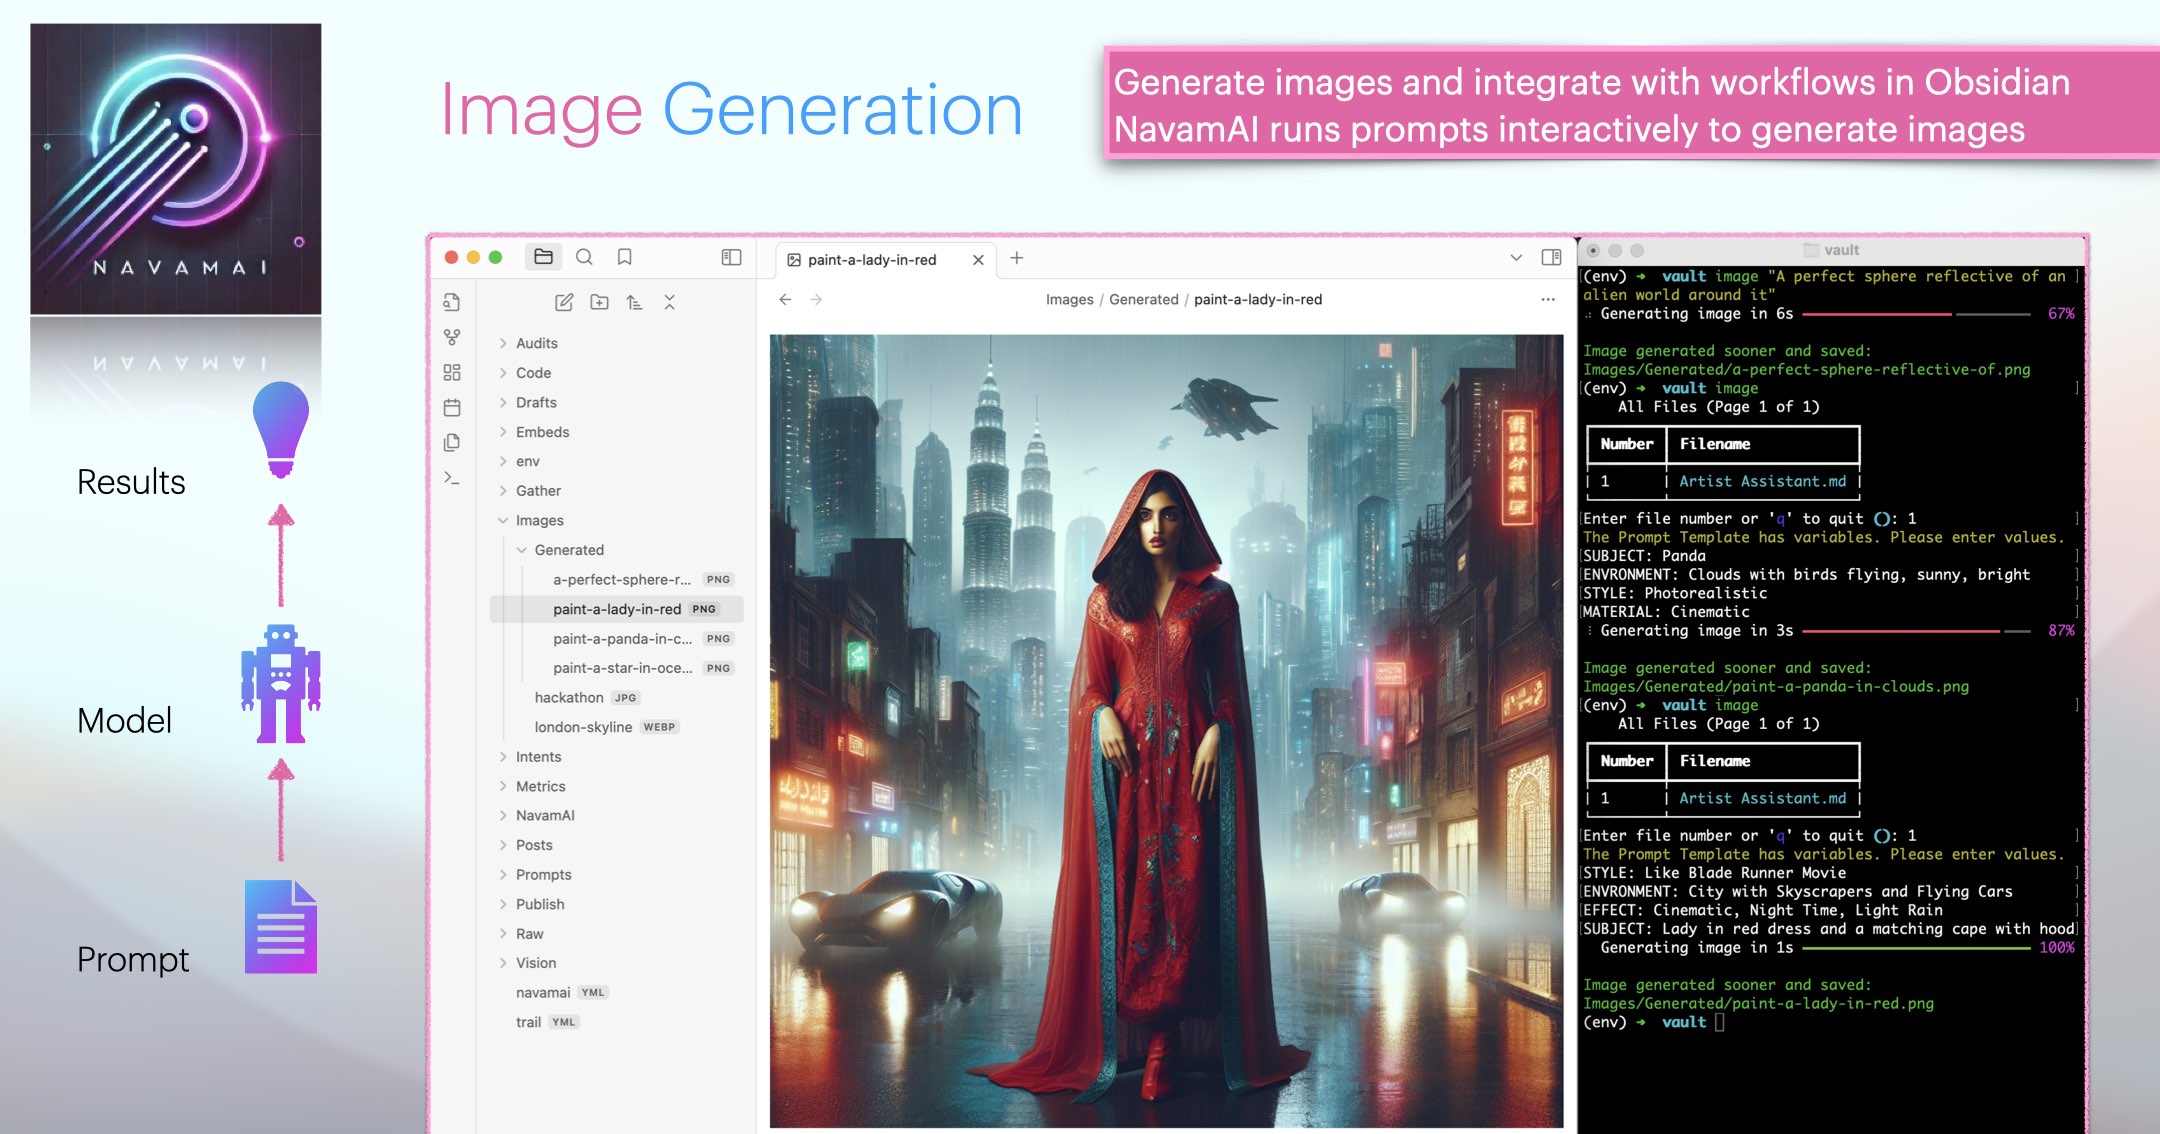 NAVAMAI
Image Generation
Generate images and integrate with workflows in Obsidian
NavamAI runs prompts interactively to generate images
Results
Model
Prompt
paint-a-lady-in-red
Images / Generated / paint-a-lady-in-red
Audits
Code
Drafts
Embeds
env
Gather
Images
Generated
a-perfect-sphere-r... PNG
paint-a-lady-in-red PNG
paint-a-panda-in-c... PNG
paint-a-star-in-oce... PNG
hackathon JPG
london-skyline WEBP
Intents
Metrics
NavamAI
Posts
Prompts
Publish
Raw
Vision
navamai YML
trail YML
vault
(env) → vault image "A perfect sphere reflective of an
alien world around it"
Generating image in 6s 67%
Image generated sooner and saved:
Images/Generated/a-perfect-sphere-reflective-of.png
(env) → vault image
All Files (Page 1 of 1)
Number Filename
1 Artist Assistant.md
Enter file number or 'q' to quit (): 1
The Prompt Template has variables. Please enter values.
SUBJECT: Panda
ENVRONMENT: Clouds with birds flying, sunny, bright
STYLE: Photorealistic
MATERIAL: Cinematic
Generating image in 3s 87%
Image generated sooner and saved:
Images/Generated/paint-a-panda-in-clouds.png
(env) → vault image
All Files (Page 1 of 1)
Number Filename
1 Artist Assistant.md
Enter file number or 'q' to quit (): 1
The Prompt Template has variables. Please enter values.
STYLE: Like Blade Runner Movie
ENVRONMENT: City with Skyscrapers and Flying Cars
EFFECT: Cinematic, Night Time, Light Rain
SUBJECT: Lady in red dress and a matching cape with hood
Generating image in 1s 100%
Image generated sooner and saved:
Images/Generated/paint-a-lady-in-red.png
(env) → vault